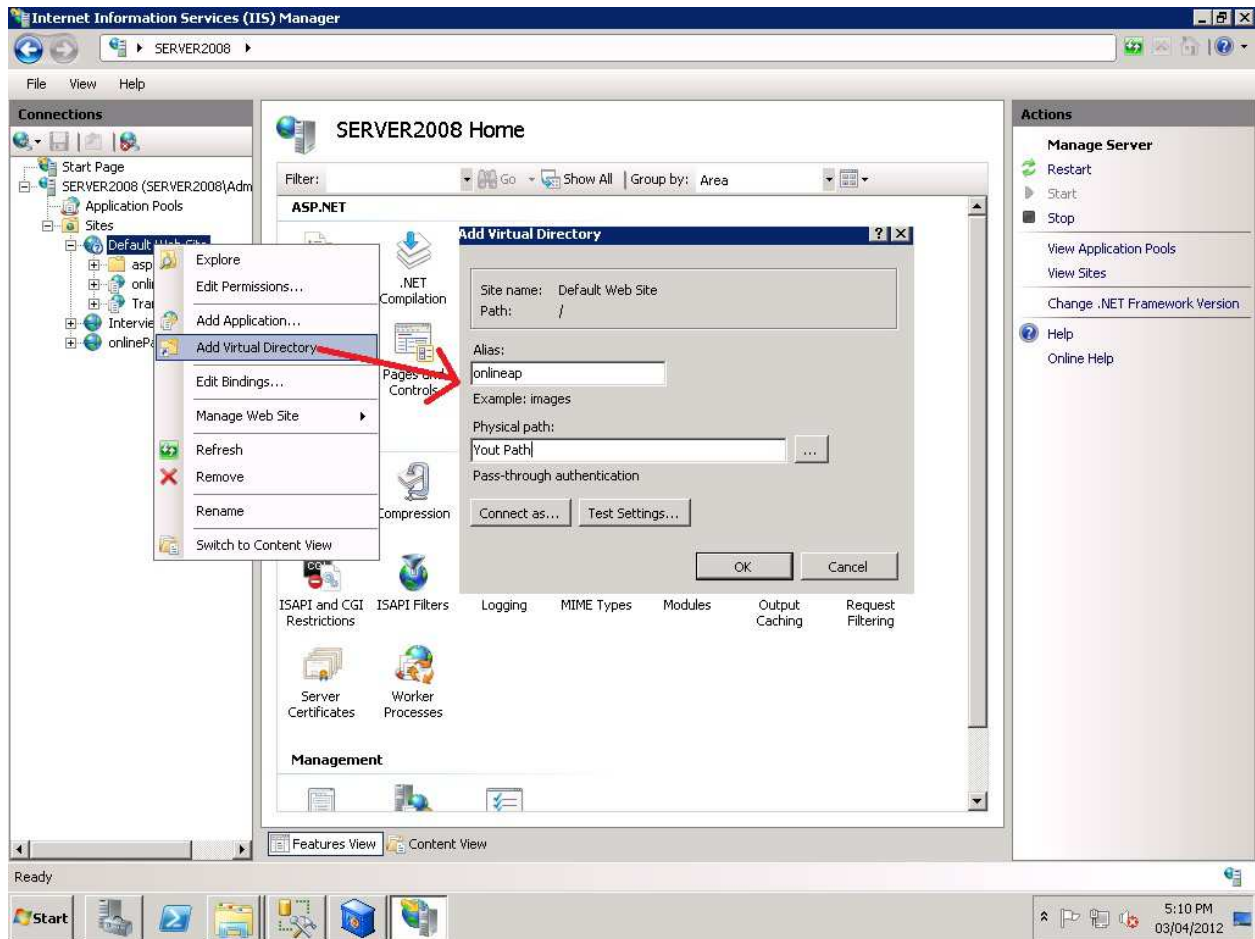 Internet Information Services (IIS) Manager
SERVER2008
File View Help
Connections
Start Page
SERVER2008 (SERVER2008\Adm
Application Pools
Sites
Default Web Site
asp
onli
Tra
Intervie
onlinePa
Explore
Edit Permissions...
Add Application...
Add Virtual Directory
Edit Bindings...
Manage Web Site
Refresh
Remove
Rename
Switch to Content View
SERVER2008 Home
Filter: Go Show All Group by: Area
ASP.NET
.NET
Compilation
Pages and
Controls
Compression
Add Virtual Directory
Site name: Default Web Site
Path: /
Alias:
onlineap
Example: images
Physical path:
Yout Path
...
Pass-through authentication
Connect as... Test Settings...
OK Cancel
ISAPI and CGI
Restrictions
ISAPI Filters
Logging
MIME Types
Modules
Output
Caching
Request
Filtering
Server
Certificates
Worker
Processes
Management
Features View Content View
Actions
Manage Server
Restart
Start
Stop
View Application Pools
View Sites
Change .NET Framework Version
Help
Online Help
Ready
Start
5:10 PM
03/04/2012